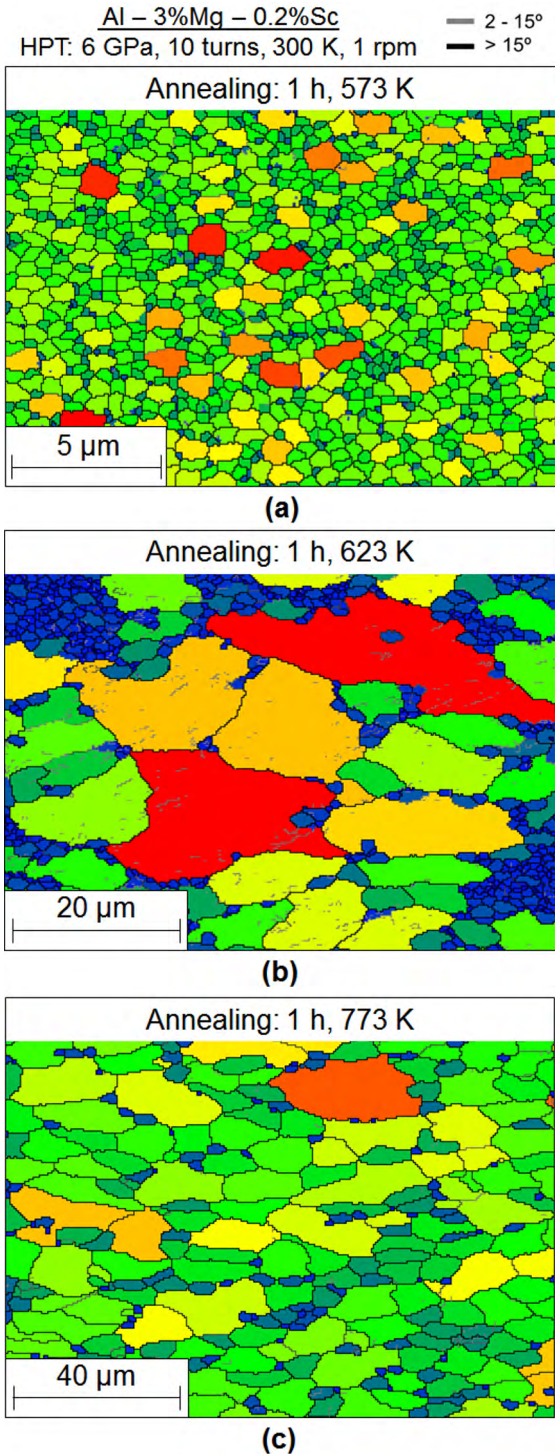 Al – 3%Mg – 0.2%Sc
2 - 15º
HPT: 6 GPa, 10 turns, 300 K, 1 rpm
> 15º
Annealing: 1 h, 573 K
5 µm
(a)
Annealing: 1 h, 623 K
20 µm
(b)
Annealing: 1 h, 773 K
40 µm
(c)